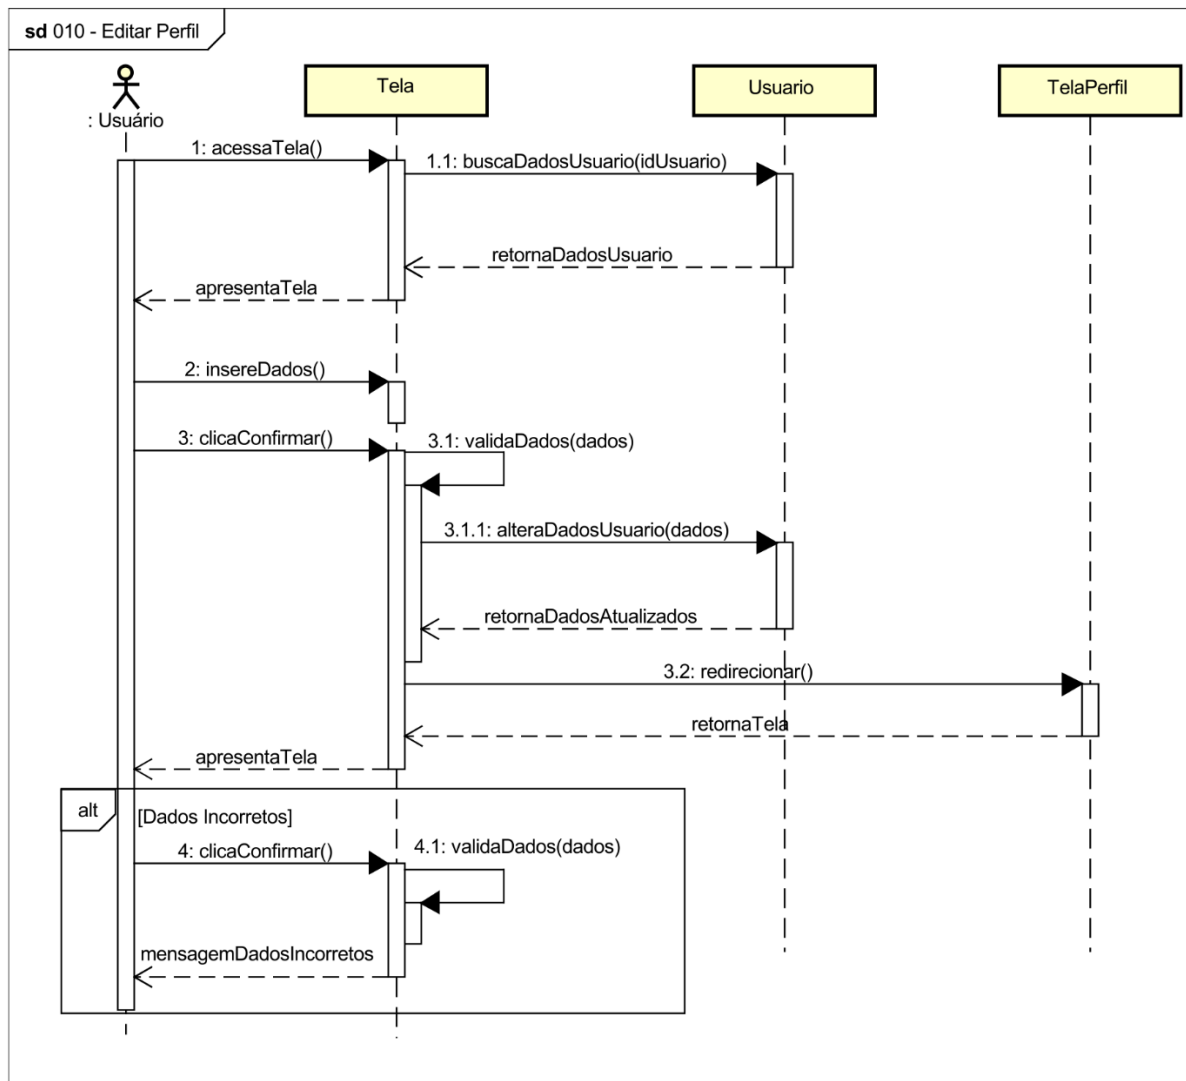 sd 010 - Editar Perfil
: Usuário
Tela
Usuario
TelaPerfil
1: acessaTela()
1.1: buscaDadosUsuario(idUsuario)
retornaDadosUsuario
apresentaTela
2: insereDados()
3: clicaConfirmar()
3.1: validaDados(dados)
3.1.1: alteraDadosUsuario(dados)
retornaDadosAtualizados
3.2: redirecionar()
retornaTela
apresentaTela
alt
[Dados Incorretos]
4: clicaConfirmar()
4.1: validaDados(dados)
mensagemDadosIncorretos